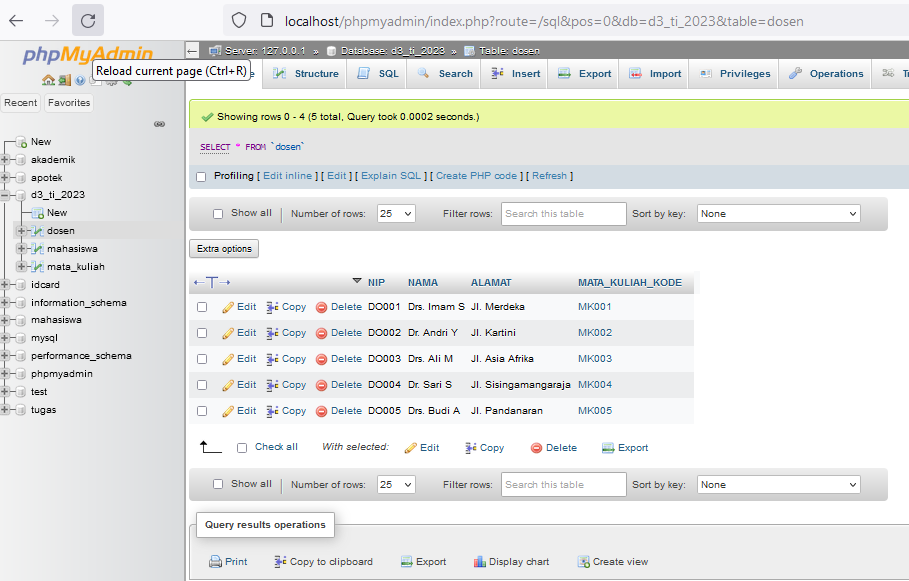 localhost/phpmyadmin/index.php?route=/sql&pos=0&db=d3_ti_2023&table=dosen
phpMyAdmin
Reload current page (Ctrl+R)
Recent Favorites
New
akademik
apotek
d3_ti_2023
New
dosen
mahasiswa
mata_kuliah
idcard
information_schema
mahasiswa
mysql
performance_schema
phpmyadmin
test
tugas
Server: 127.0.0.1 » Database: d3_ti_2023 » Table: dosen
Structure SQL Search Insert Export Import Privileges Operations
Showing rows 0 - 4 (5 total, Query took 0.0002 seconds.)
SELECT * FROM `dosen`
Profiling [ Edit inline ] [ Edit ] [ Explain SQL ] [ Create PHP code ] [ Refresh ]
Show all Number of rows: 25 Filter rows: Search this table Sort by key: None
Extra options
NIP NAMA ALAMAT MATA_KULIAH_KODE
Edit Copy Delete DO001 Drs. Imam S Jl. Merdeka MK001
Edit Copy Delete DO002 Dr. Andri Y Jl. Kartini MK002
Edit Copy Delete DO003 Drs. Ali M Jl. Asia Afrika MK003
Edit Copy Delete DO004 Dr. Sari S Jl. Sisingamangaraja MK004
Edit Copy Delete DO005 Drs. Budi A Jl. Pandanaran MK005
Check all With selected: Edit Copy Delete Export
Show all Number of rows: 25 Filter rows: Search this table Sort by key: None
Query results operations
Print Copy to clipboard Export Display chart Create view